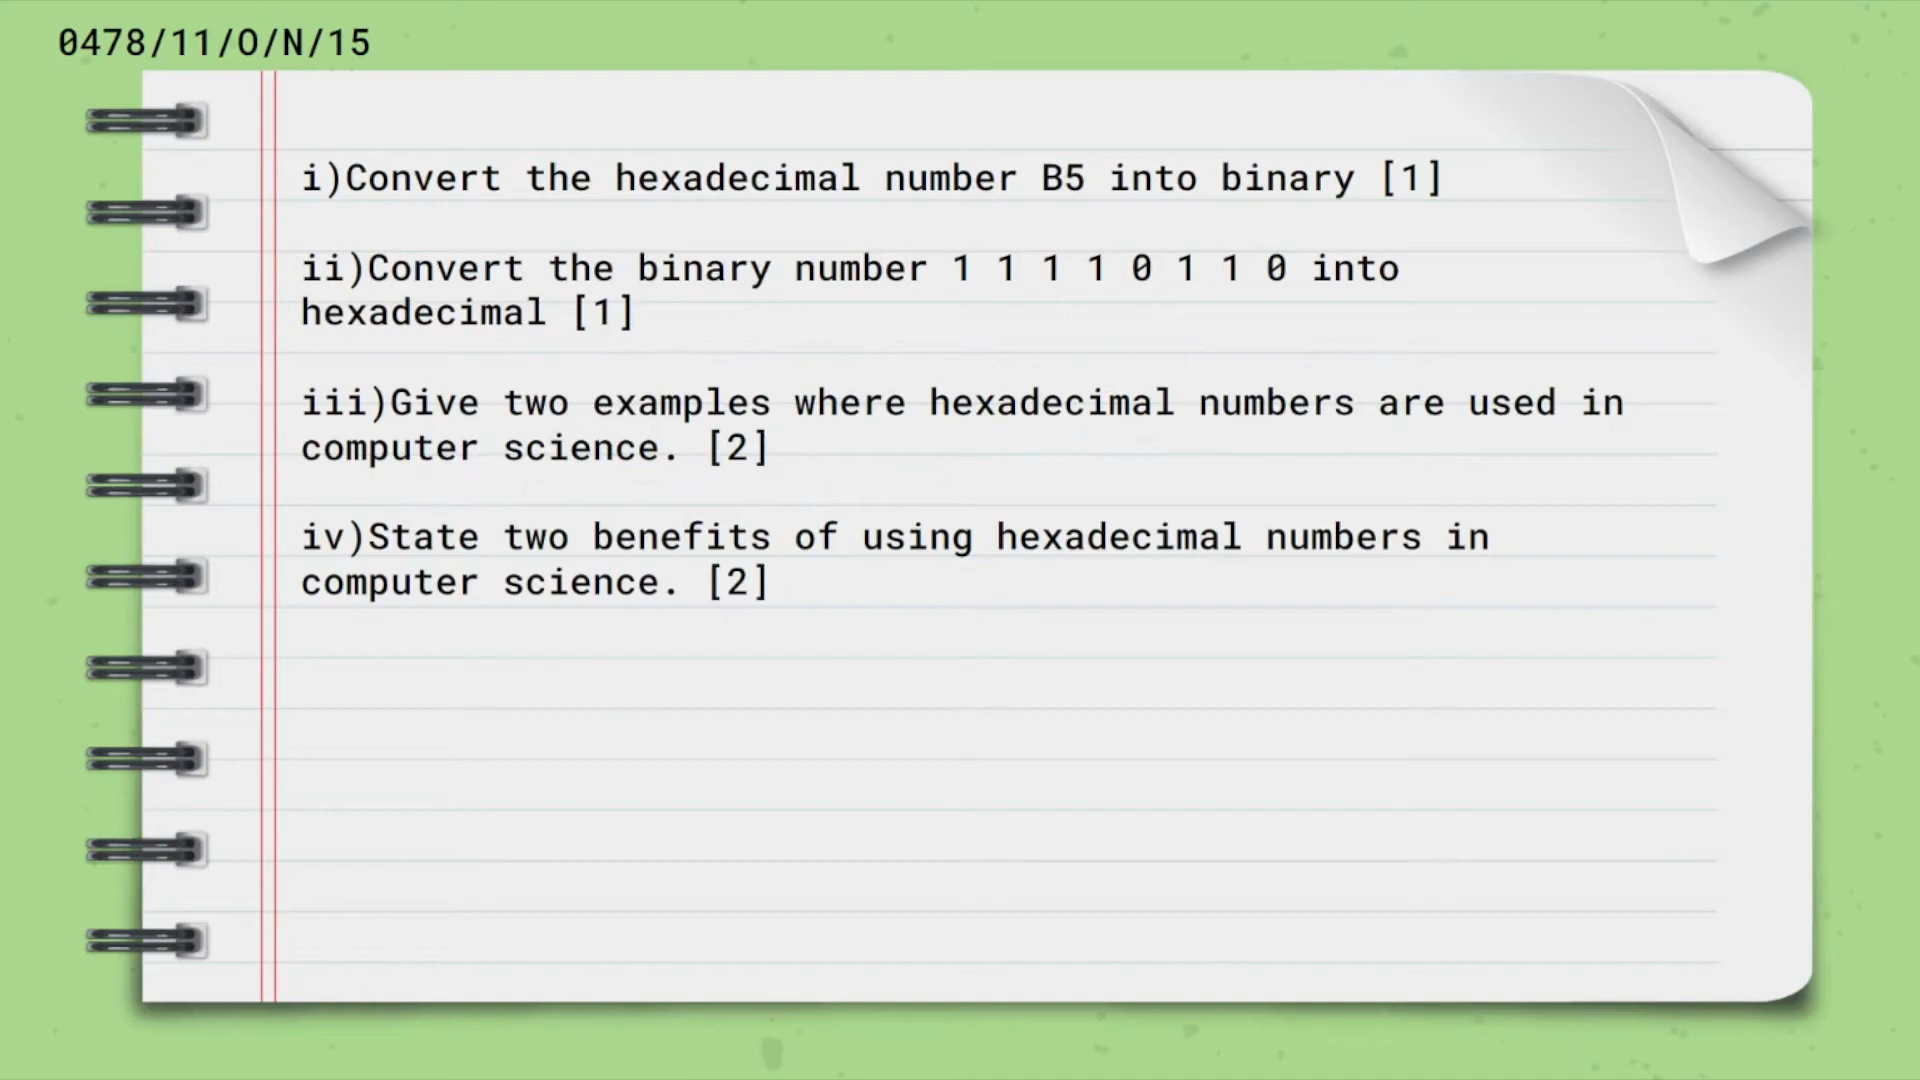 0478/11/O/N/15
i)Convert the hexadecimal number B5 into binary [1]
ii)Convert the binary number 1 1 1 1 0 1 1 0 into
hexadecimal [1]
iii)Give two examples where hexadecimal numbers are used in
computer science. [2]
iv)State two benefits of using hexadecimal numbers in
computer science. [2]